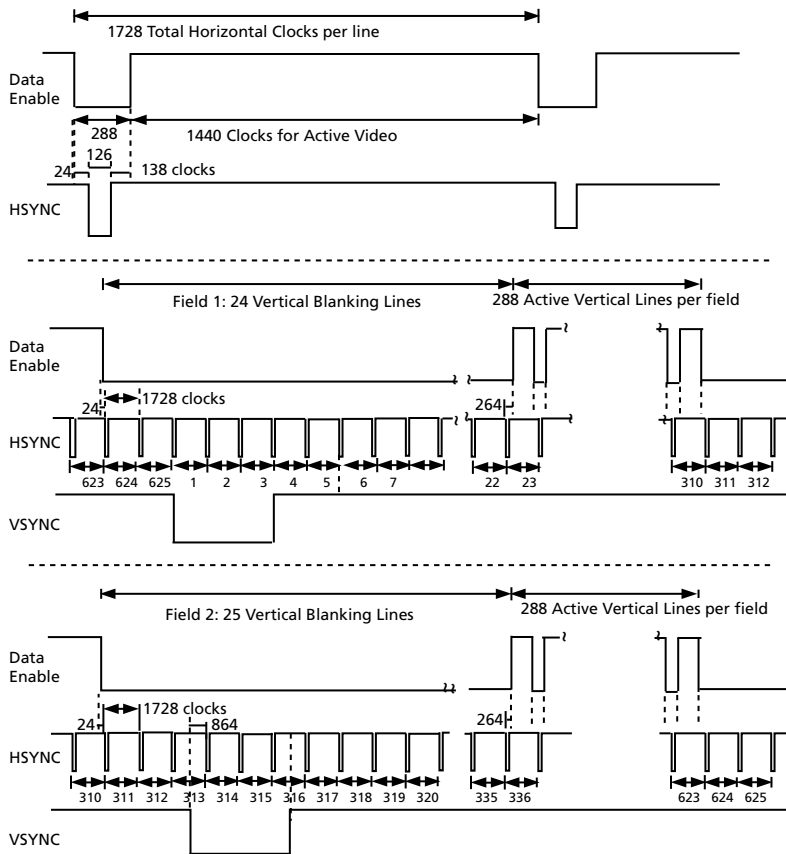 1728 Total Horizontal Clocks per line
Data
Enable
288
1440 Clocks for Active Video
126
24
138 clocks
HSYNC
Field 1: 24 Vertical Blanking Lines
288 Active Vertical Lines per field
Data
Enable
24
1728 clocks
264
HSYNC
623 624 625 1 2 3 4 5 6 7 22 23 310 311 312
VSYNC
Field 2: 25 Vertical Blanking Lines
288 Active Vertical Lines per field
Data
Enable
1728 clocks
24
864
264
HSYNC
310 311 312 313 314 315 316 317 318 319 320 335 336 623 624 625
VSYNC